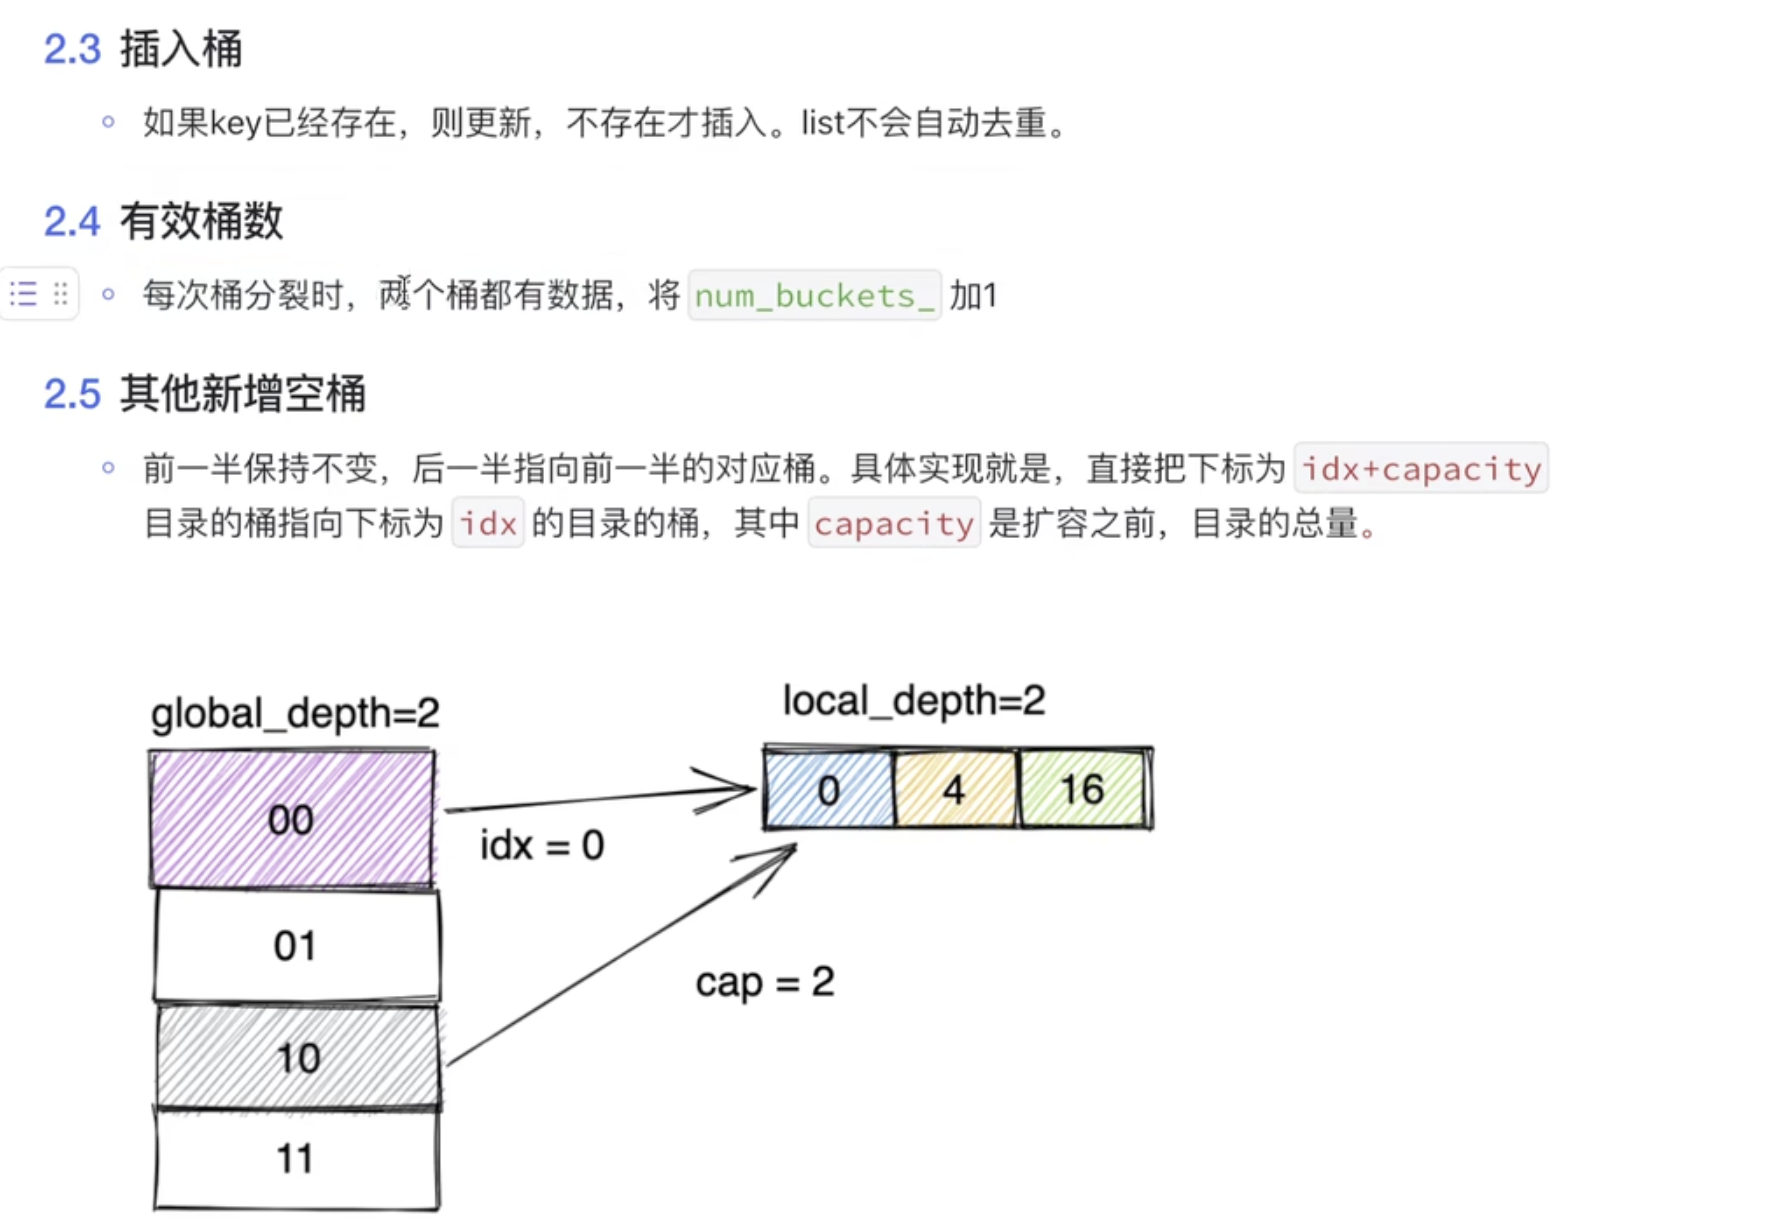 2.3 插入桶
如果key已经存在，则更新，不存在才插入。list不会自动去重。
2.4 有效桶数
每次桶分裂时，两个桶都有数据，将 num_buckets_ 加1
2.5 其他新增空桶
前一半保持不变，后一半指向前一半的对应桶。具体实现就是，直接把下标为 idx+capacity
目录的桶指向下标为 idx 的目录的桶，其中 capacity 是扩容之前，目录的总量。
global_depth=2
local_depth=2
00
0 4 16
idx = 0
01
cap = 2
10
11